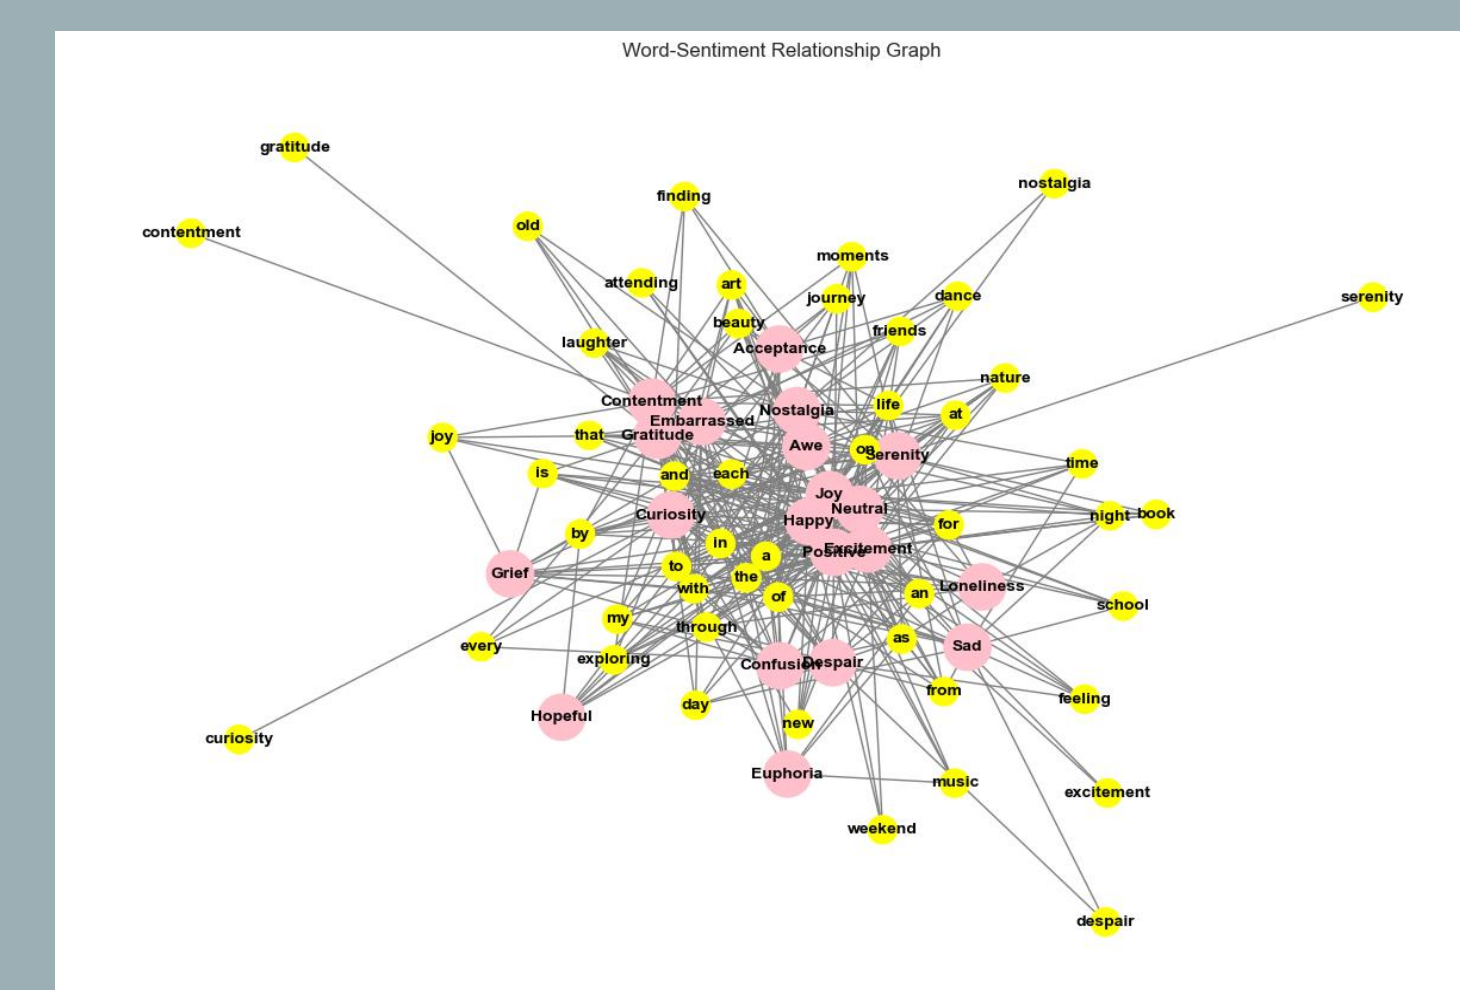 Word-Sentiment Relationship Graph
gratitude
nostalgia
finding
old
contentment
moments
attending
art
journey
dance
serenity
beauty
friends
laughter
Acceptance
nature
Contentment
life
Nostalgia
at
Embarrassed
joy
that
Gratitude
Awe
on
Serenity
time
is
and
each
Joy
Neutral
Curiosity
Happy
night
book
for
by
in
Excitement
Positive
a
Grief
to
the
with
of
an
Loneliness
school
my
through
as
every
Sad
exploring
Confusion
Despair
from
feeling
day
Hopeful
new
curiosity
Euphoria
music
excitement
weekend
despair